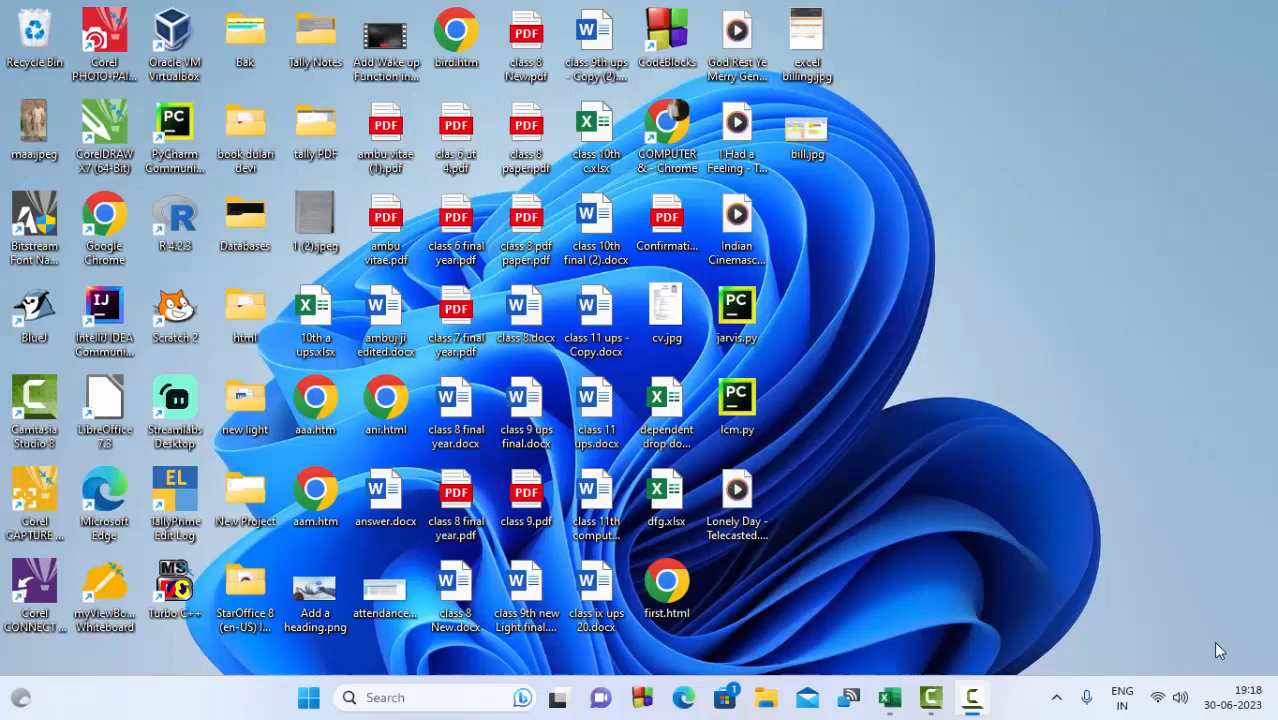 Recycle Bin
Corel
PHOTO-PAI...
Oracle VM
VirtualBox
Bak
Tally Notes
Add Wake up
Function in...
bird.htm
class 8
New.pdf
class 9th ups
- Copy (2)....
CodeBlocks
God Rest Ye
Merry Gen...
excel
billing.jpg
maa.jpeg
CorelDRAW
X7 (64-Bit)
PyCharm
Communi...
book dulari
devi
tally PDF
ambu vitae
(1).pdf
clas 6 ut
4.pdf
class 8
paper.pdf
class 10th
c.xlsx
COMPUTER
& - Chrome
I Had a
Feeling - T...
bill.jpg
Bitstream
Font Na...
Google
Chrome
R 4.2.3
Databases
1 (2).jpeg
ambu
vitae.pdf
class 6 final
year.pdf
class 8 pdf
paper.pdf
class 10th
final (2).docx
Confirmati...
Indian
Cinemasc...
BlueJ
IntelliJ IDEA
Communi...
Scratch 2
html
10th a
ups.xlsx
ambuj ji
edited.docx
class 7 final
year.pdf
class 8.docx
class 11 ups -
Copy.docx
cv.jpg
jarvis.py
Camtasia
Studio 8
LibreOffice
7.3
Streamlabs
Desktop
new light
aaa.htm
ani.html
class 8 final
year.docx
class 9 ups
final.docx
class 11
ups.docx
dependent
drop do...
lcm.py
Corel
CAPTURE ...
Microsoft
Edge
TallyPrime
Edit Log
New Project
aam.htm
answer.docx
class 8 final
year.pdf
class 9.pdf
class 11th
comput...
dfg.xlsx
Lonely Day -
Telecasted....
Corel
CONNECT ...
myViewBo...
Whiteboard
Turbo C++
StarOffice 8
(en-US) I...
Add a
heading.png
attendance...
class 8
New.docx
class 9th new
Light final....
class ix ups
20.docx
first.html
Search
1
ENG
IN
9:18
30-06-2023